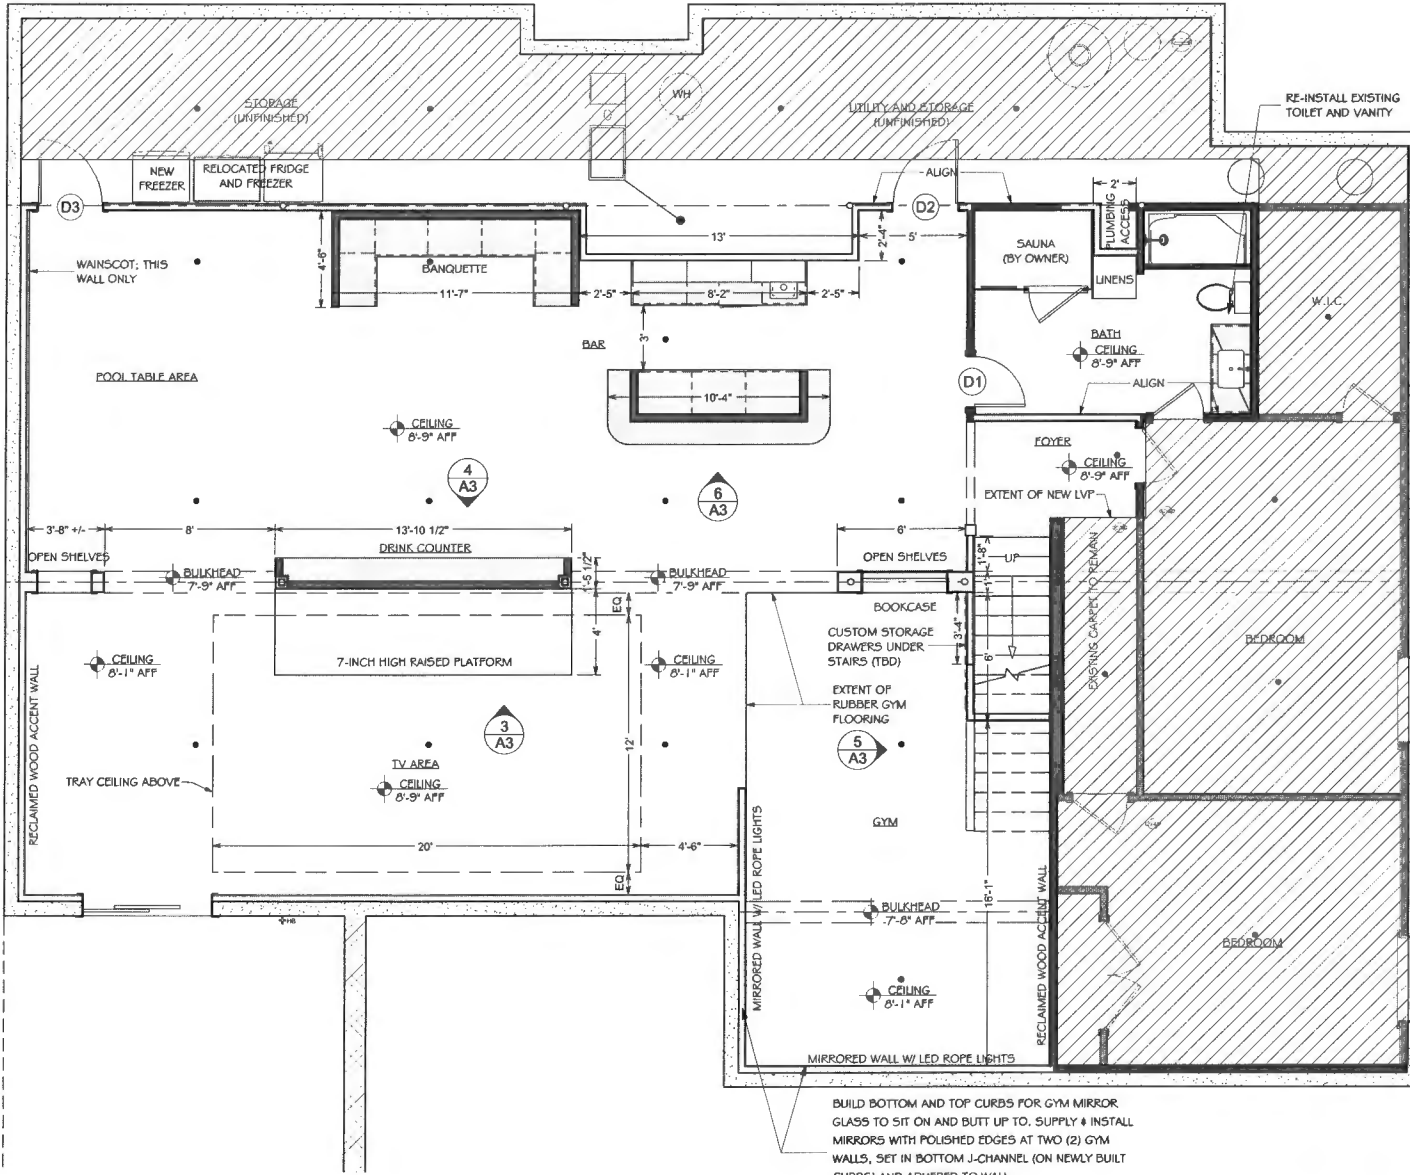 STORAGE
(UNFINISHED)
WH
UTILITY AND STORAGE
(UNFINISHED)
RE-INSTALL EXISTING
TOILET AND VANITY
NEW
FREEZER
RELOCATED FRIDGE
AND FREEZER
ALIGN
2'
PLUMBING
ACCESS
D3
D2
13'
2'-4"
5'
SAUNA
(BY OWNER)
WAINSCOT; THIS
WALL ONLY
4'-6"
BANQUETTE
11'-7"
2'-5"
8'-2"
2'-5"
LINENS
W.I.C.
BAR
3'
BATH
CEILING
8'-9" AFF
POOL TABLE AREA
D1
ALIGN
10'-4"
CEILING
8'-9" AFF
FOYER
CEILING
8'-9" AFF
4
A3
6
A3
EXTENT OF NEW LVP
3'-8" +/-
8'
13'-10 1/2"
6'
DRINK COUNTER
OPEN SHELVES
1'-5 1/2"
OPEN SHELVES
1'-8"
UP
BULKHEAD
7'-9" AFF
BULKHEAD
7'-9" AFF
1'
EQ
BOOKCASE
4'
3'-4"
6'
CUSTOM STORAGE
DRAWERS UNDER
STAIRS (TBD)
EXISTING CARPET TO REMAIN
BEDROOM
CEILING
8'-1" AFF
7-INCH HIGH RAISED PLATFORM
CEILING
8'-1" AFF
RECLAIMED WOOD ACCENT WALL
EXTENT OF
RUBBER GYM
FLOORING
3
A3
5
A3
12'
TV AREA
CEILING
8'-9" AFF
TRAY CEILING ABOVE
GYM
20'
4'-6"
EQ
MIRRORED WALL W/ LED ROPE LIGHTS
16'-1"
RECLAIMED WOOD ACCENT WALL
HB
BULKHEAD
7'-8" AFF
BEDROOM
CEILING
8'-1" AFF
MIRRORED WALL W/ LED ROPE LIGHTS
BUILD BOTTOM AND TOP CURBS FOR GYM MIRROR
GLASS TO SIT ON AND BUTT UP TO. SUPPLY & INSTALL
MIRRORS WITH POLISHED EDGES AT TWO (2) GYM
WALLS, SET IN BOTTOM J-CHANNEL (ON NEWLY BUILT
CURBS) AND ADHERED TO WALL